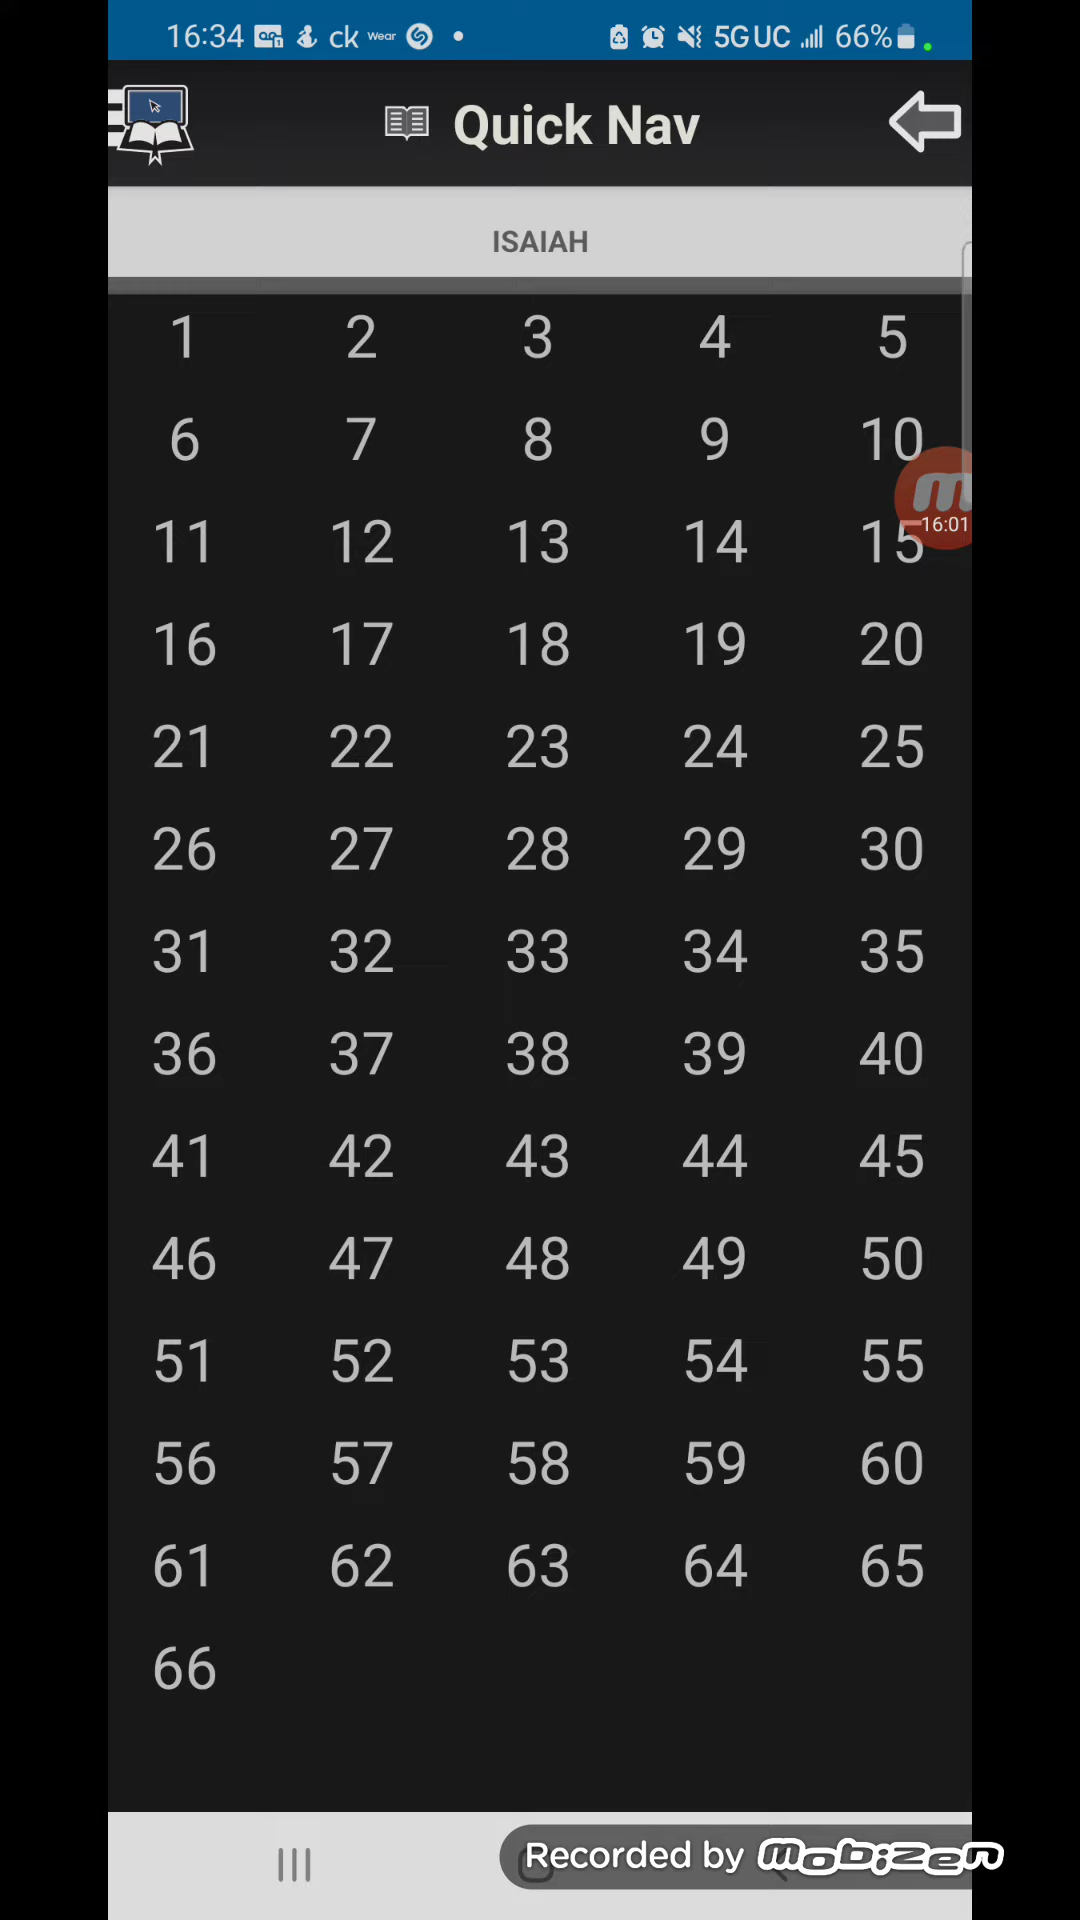 16:34 ck Wear 5G UC 66%
Quick Nav
ISAIAH
1 2 3 4 5
6 7 8 9 10
16:01
11 12 13 14 15
16 17 18 19 20
21 22 23 24 25
26 27 28 29 30
31 32 33 34 35
36 37 38 39 40
41 42 43 44 45
46 47 48 49 50
51 52 53 54 55
56 57 58 59 60
61 62 63 64 65
66
Recorded by mobizen